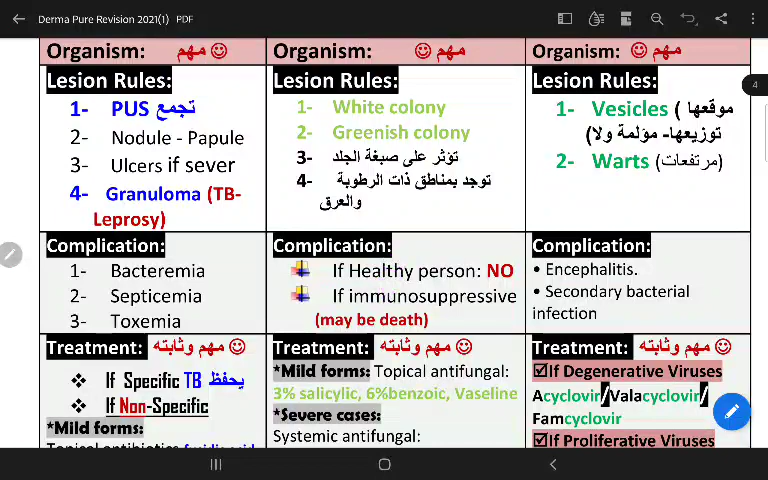 Derma Pure Revision 2021(1) PDF
4
Organism: مهم ☺
Lesion Rules:
1- PUS تجمع
2- Nodule - Papule
3- Ulcers if sever
4- Granuloma (TB-
Leprosy)
Complication:
1- Bacteremia
2- Septicemia
3- Toxemia
Treatment: مهم وثابته ☺
❖ If Specific TB يحفظ
❖ If Non-Specific
*Mild forms:
Organism: مهم ☺
Lesion Rules:
1- White colony
2- Greenish colony
3- تؤثر على صبغة الجلد
4- توجد بمناطق ذات الرطوبة
والعرق
Complication:
If Healthy person: NO
If immunosuppressive
(may be death)
Treatment: مهم وثابته ☺
*Mild forms: Topical antifungal:
3% salicylic, 6%benzoic, Vaseline
*Severe cases:
Systemic antifungal:
Organism: مهم ☺
Lesion Rules:
1- Vesicles ( موقعها
توزيعها- مؤلمة ولا)
2- Warts (مرتفعات)
Complication:
• Encephalitis.
• Secondary bacterial
infection
Treatment: مهم وثابته ☺
☑If Degenerative Viruses
Acyclovir/Valacyclovir/
Famcyclovir
☑If Proliferative Viruses